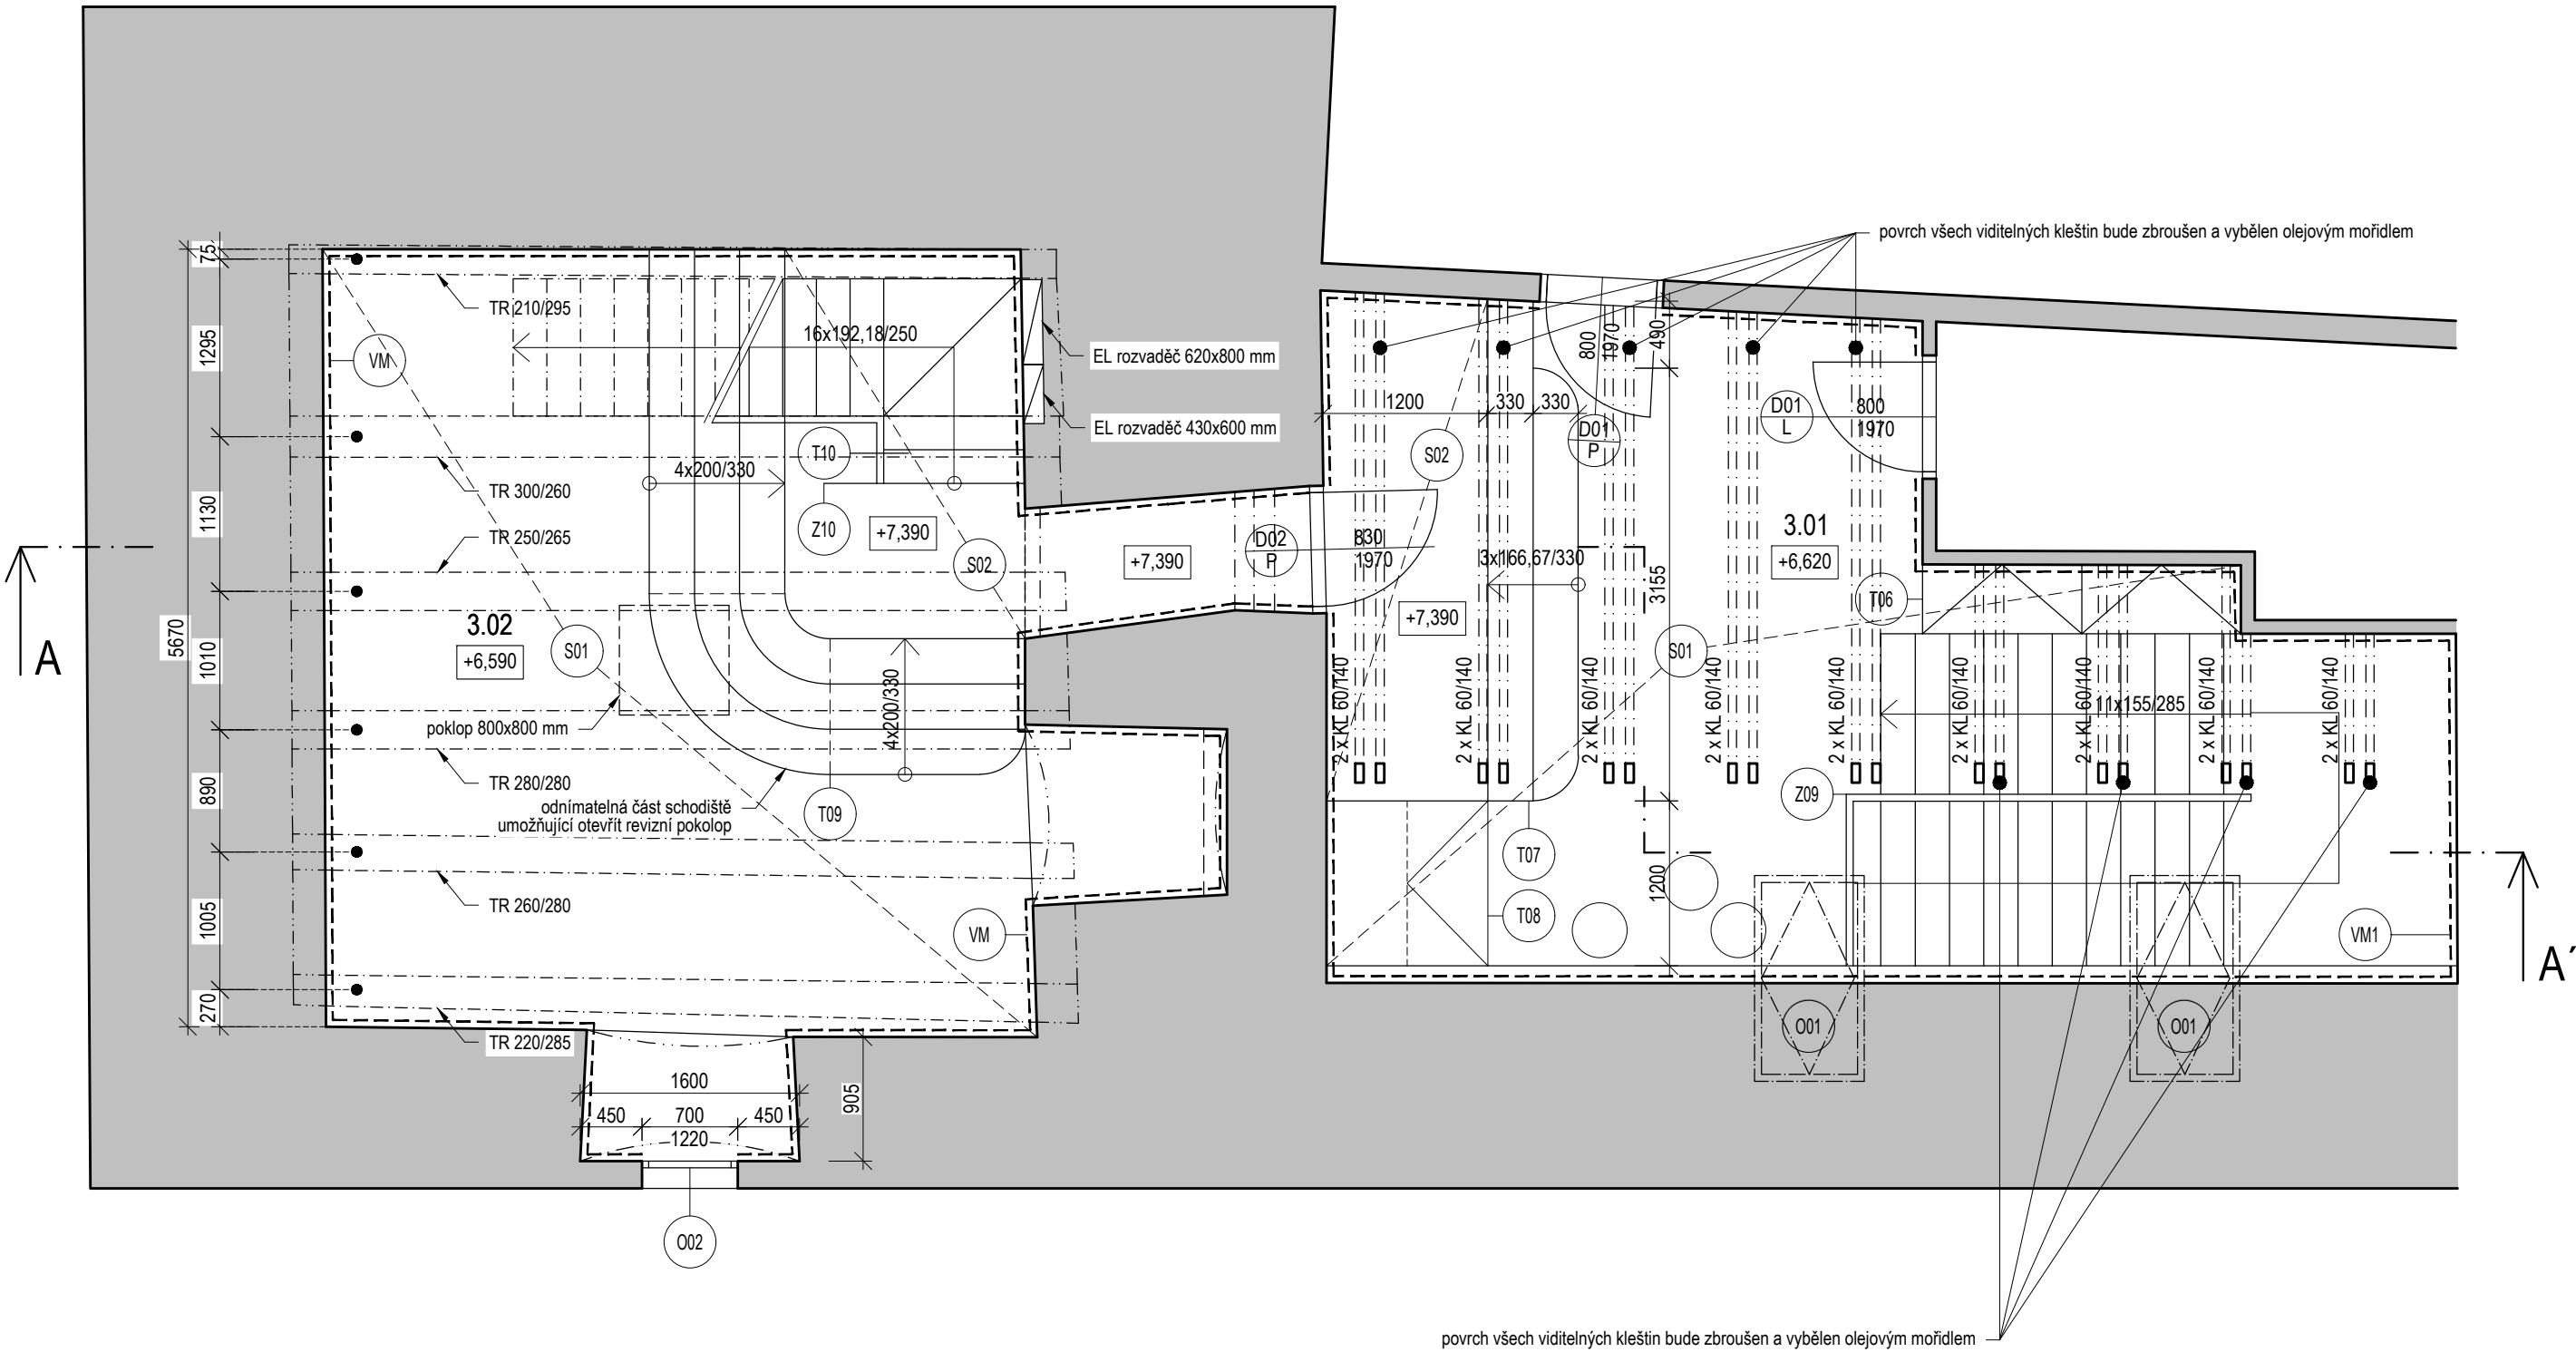 povrch všech viditelných kleštin bude zbroušen a vybělen olejovým mořidlem
75
1295
1130
1010
890
1005
270
5670
TR 210/295
TR 300/260
TR 250/265
TR 280/280
TR 260/280
TR 220/285
VM
16x192,18/250
EL rozvaděč 620x800 mm
EL rozvaděč 430x600 mm
T10
4x200/330
Z10
+7,390
S02
3.02
+6,590
S01
poklop 800x800 mm
4x200/330
odnímatelná část schodiště
umožňující otevřít revizní pokolop
T09
VM
1600
450
700
450
1220
905
O02
A
+7,390
D02
P
830
1970
+7,390
S02
1200
330
330
800
1970
490
D01
P
D01
L
800
1970
3.01
+6,620
3x166,67/330
3155
T06
S01
2 x KL 60/140
2 x KL 60/140
2 x KL 60/140
2 x KL 60/140
2 x KL 60/140
2 x KL 60/140
2 x KL 60/140
2 x KL 60/140
2 x KL 60/140
11x155/285
Z09
T07
T08
1200
VM1
O01
O01
A´
povrch všech viditelných kleštin bude zbroušen a vybělen olejovým mořidlem